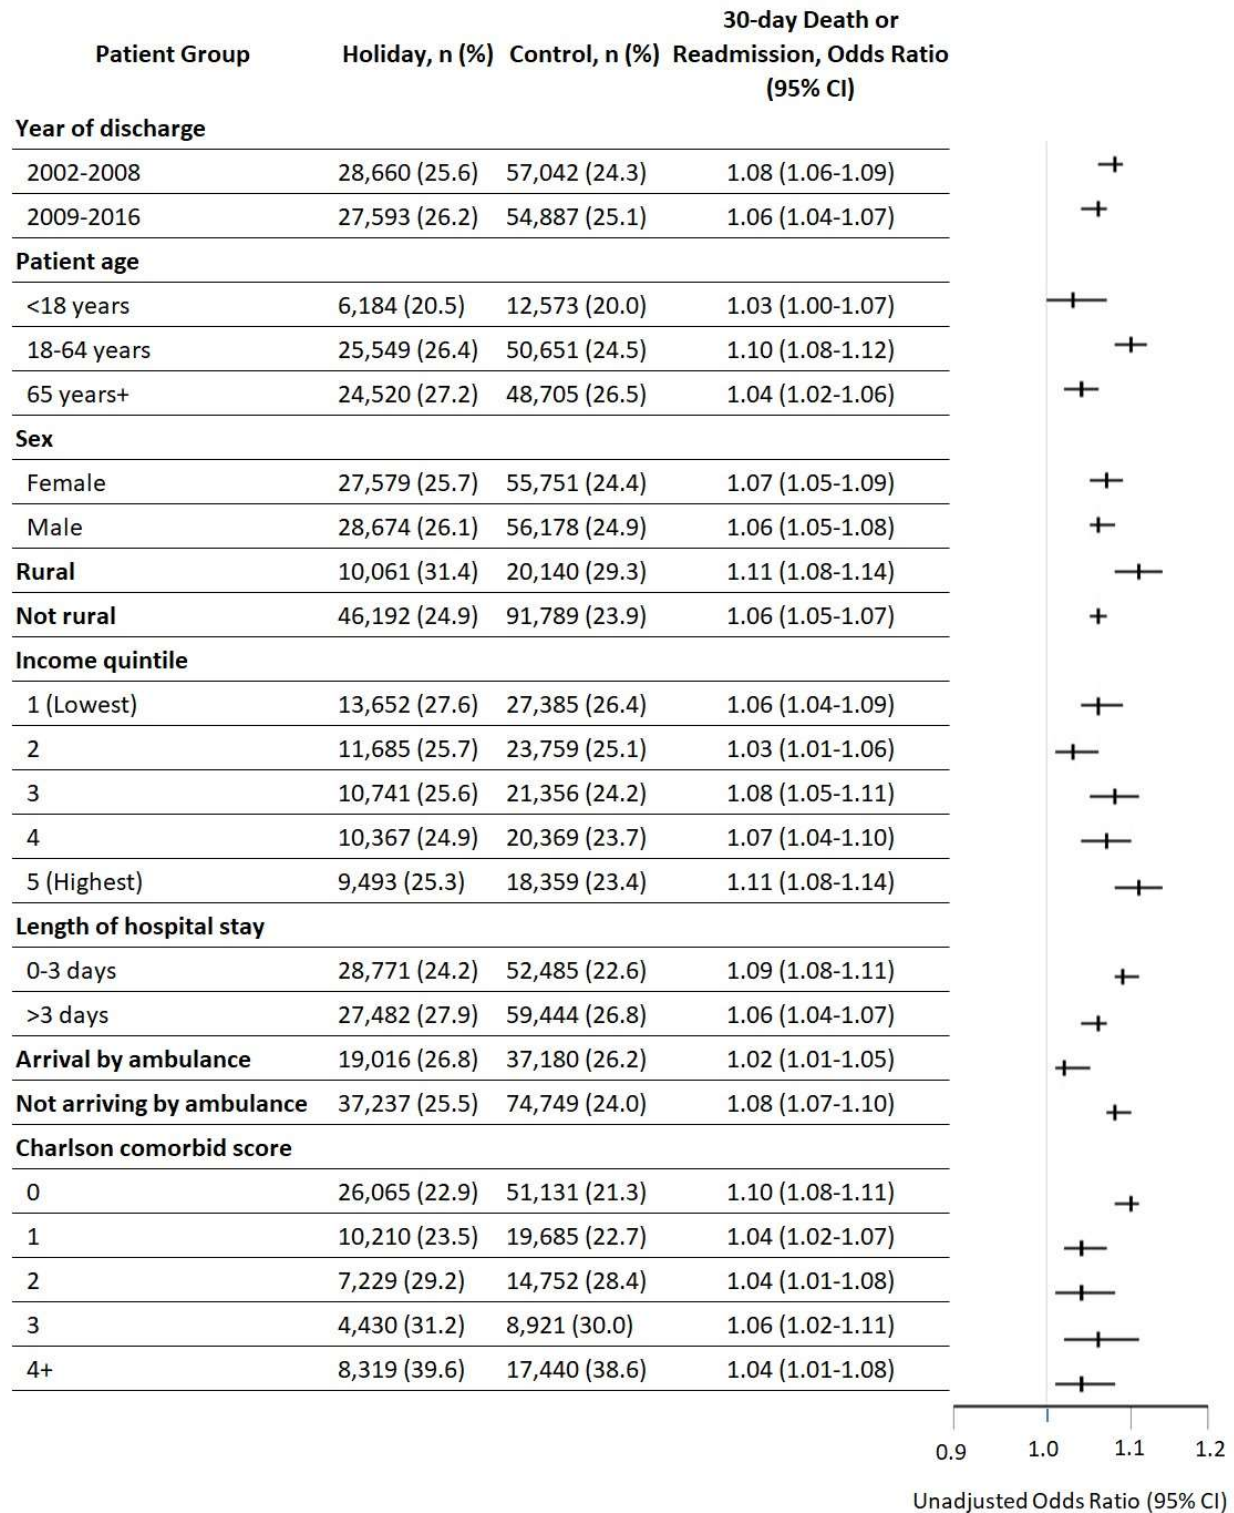 30-day Death or
Patient Group Holiday, n (%) Control, n (%) Readmission, Odds Ratio
(95% CI)
Year of discharge
2002-2008 28,660 (25.6) 57,042 (24.3) 1.08 (1.06-1.09)
2009-2016 27,593 (26.2) 54,887 (25.1) 1.06 (1.04-1.07)
Patient age
<18 years 6,184 (20.5) 12,573 (20.0) 1.03 (1.00-1.07)
18-64 years 25,549 (26.4) 50,651 (24.5) 1.10 (1.08-1.12)
65 years+ 24,520 (27.2) 48,705 (26.5) 1.04 (1.02-1.06)
Sex
Female 27,579 (25.7) 55,751 (24.4) 1.07 (1.05-1.09)
Male 28,674 (26.1) 56,178 (24.9) 1.06 (1.05-1.08)
Rural 10,061 (31.4) 20,140 (29.3) 1.11 (1.08-1.14)
Not rural 46,192 (24.9) 91,789 (23.9) 1.06 (1.05-1.07)
Income quintile
1 (Lowest) 13,652 (27.6) 27,385 (26.4) 1.06 (1.04-1.09)
2 11,685 (25.7) 23,759 (25.1) 1.03 (1.01-1.06)
3 10,741 (25.6) 21,356 (24.2) 1.08 (1.05-1.11)
4 10,367 (24.9) 20,369 (23.7) 1.07 (1.04-1.10)
5 (Highest) 9,493 (25.3) 18,359 (23.4) 1.11 (1.08-1.14)
Length of hospital stay
0-3 days 28,771 (24.2) 52,485 (22.6) 1.09 (1.08-1.11)
>3 days 27,482 (27.9) 59,444 (26.8) 1.06 (1.04-1.07)
Arrival by ambulance 19,016 (26.8) 37,180 (26.2) 1.02 (1.01-1.05)
Not arriving by ambulance 37,237 (25.5) 74,749 (24.0) 1.08 (1.07-1.10)
Charlson comorbid score
0 26,065 (22.9) 51,131 (21.3) 1.10 (1.08-1.11)
1 10,210 (23.5) 19,685 (22.7) 1.04 (1.02-1.07)
2 7,229 (29.2) 14,752 (28.4) 1.04 (1.01-1.08)
3 4,430 (31.2) 8,921 (30.0) 1.06 (1.02-1.11)
4+ 8,319 (39.6) 17,440 (38.6) 1.04 (1.01-1.08)
0.9 1.0 1.1 1.2
Unadjusted Odds Ratio (95% CI)